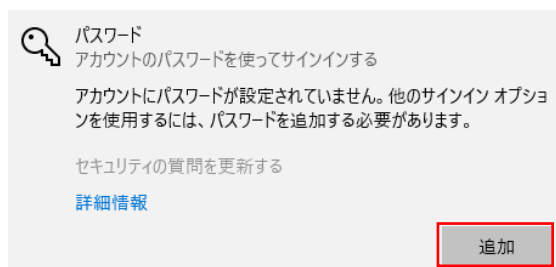 パスワード
アカウントのパスワードを使ってサインインする
アカウントにパスワードが設定されていません。他のサインイン オプショ
ンを使用するには、パスワードを追加する必要があります。
セキュリティの質問を更新する
詳細情報
追加